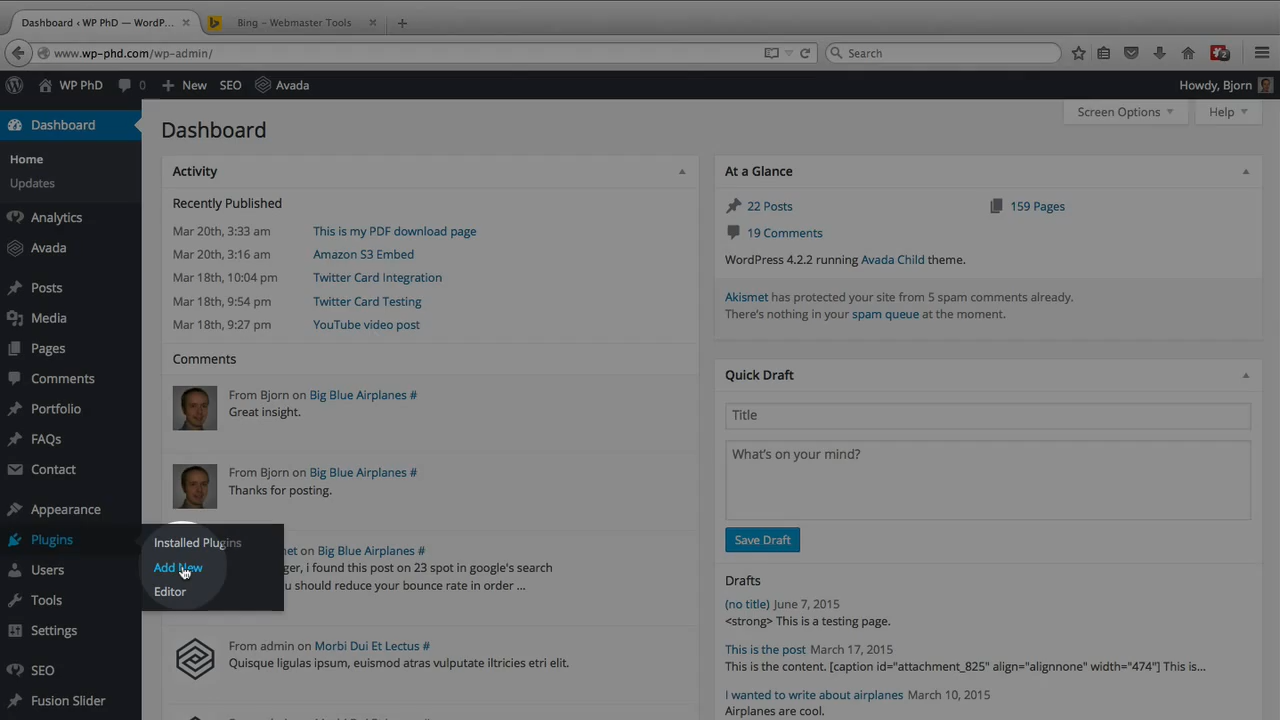 Dashboard ‹ WP PhD — WordP...
Bing – Webmaster Tools
www.wp-phd.com/wp-admin/
Search
WP PhD
0
New
SEO
Avada
Howdy, Bjorn
Dashboard
Home
Updates
Analytics
Avada
Posts
Media
Pages
Comments
Portfolio
FAQs
Contact
Appearance
Plugins
Installed Plugins
Add New
Editor
Users
Tools
Settings
SEO
Fusion Slider
Screen Options
Help
Dashboard
Activity
Recently Published
Mar 20th, 3:33 am This is my PDF download page
Mar 20th, 3:16 am Amazon S3 Embed
Mar 18th, 10:04 pm Twitter Card Integration
Mar 18th, 9:54 pm Twitter Card Testing
Mar 18th, 9:27 pm YouTube video post
Comments
From Bjorn on Big Blue Airplanes #
Great insight.
From Bjorn on Big Blue Airplanes #
Thanks for posting.
net on Big Blue Airplanes #
ger, i found this post on 23 spot in google's search
ou should reduce your bounce rate in order ...
From admin on Morbi Dui Et Lectus #
Quisque ligulas ipsum, euismod atras vulputate iltricies etri elit.
At a Glance
22 Posts
159 Pages
19 Comments
WordPress 4.2.2 running Avada Child theme.
Akismet has protected your site from 5 spam comments already.
There's nothing in your spam queue at the moment.
Quick Draft
Title
What's on your mind?
Save Draft
Drafts
(no title) June 7, 2015
<strong> This is a testing page.
This is the post March 17, 2015
This is the content. [caption id="attachment_825" align="alignnone" width="474"] This is...
I wanted to write about airplanes March 10, 2015
Airplanes are cool.